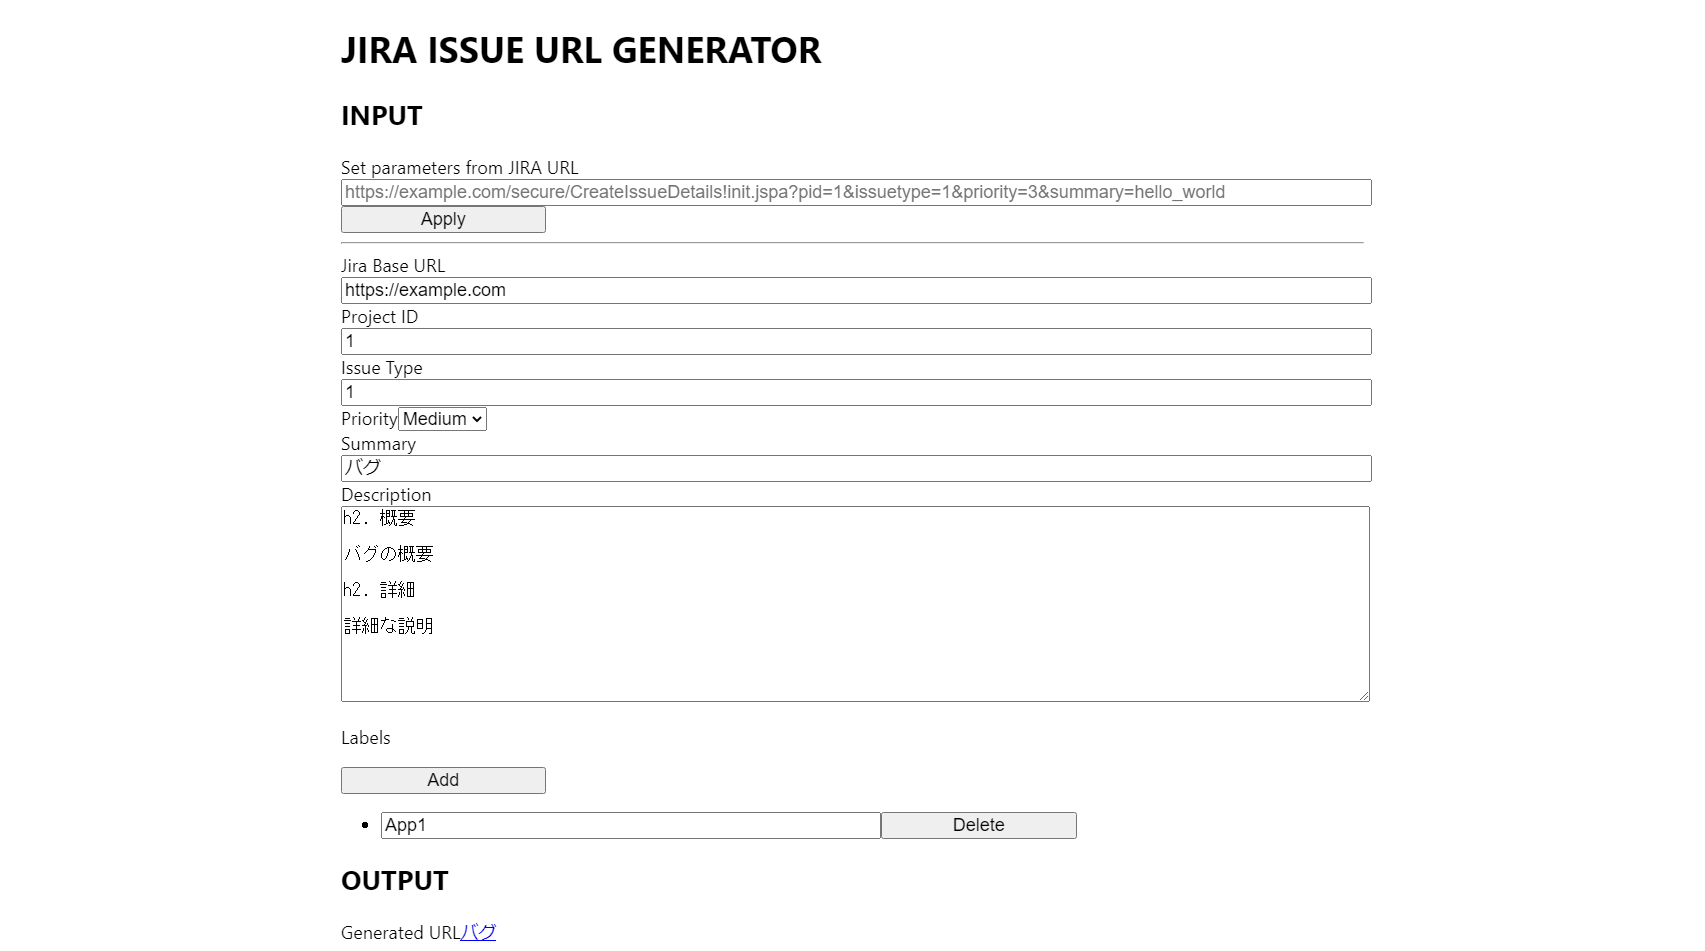 JIRA ISSUE URL GENERATOR
INPUT
Set parameters from JIRA URL
https://example.com/secure/CreateIssueDetails!init.jspa?pid=1&issuetype=1&priority=3&summary=hello_world
Apply
Jira Base URL
https://example.com
Project ID
1
Issue Type
1
Priority Medium
Summary
バグ
Description
h2. 概要
バグの概要
h2. 詳細
詳細な説明
Labels
Add
App1 Delete
OUTPUT
Generated URLバグ